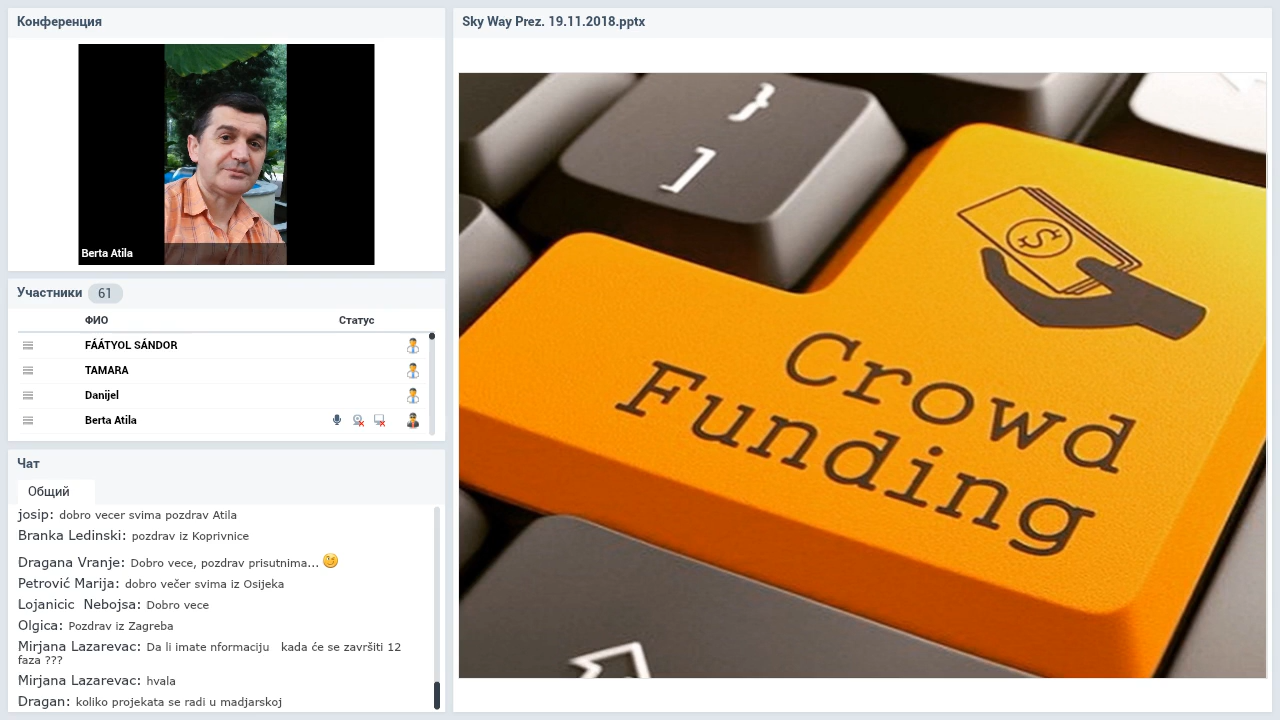 Конференция
Berta Atila
Участники 61
ФИО Статус
FÁÁTYOL SÁNDOR
TAMARA
Danijel
Berta Atila
Чат
Общий
josip: dobro vecer svima pozdrav Atila
Branka Ledinski: pozdrav iz Koprivnice
Dragana Vranje: Dobro vece, pozdrav prisutnima...
Petrović Marija: dobro večer svima iz Osijeka
Lojanicic Nebojsa: Dobro vece
Olgica: Pozdrav iz Zagreba
Mirjana Lazarevac: Da li imate nformaciju kada će se završiti 12
faza ???
Mirjana Lazarevac: hvala
Dragan: koliko projekata se radi u madjarskoj
Sky Way Prez. 19.11.2018.pptx
}
]
$
Crowd
Funding